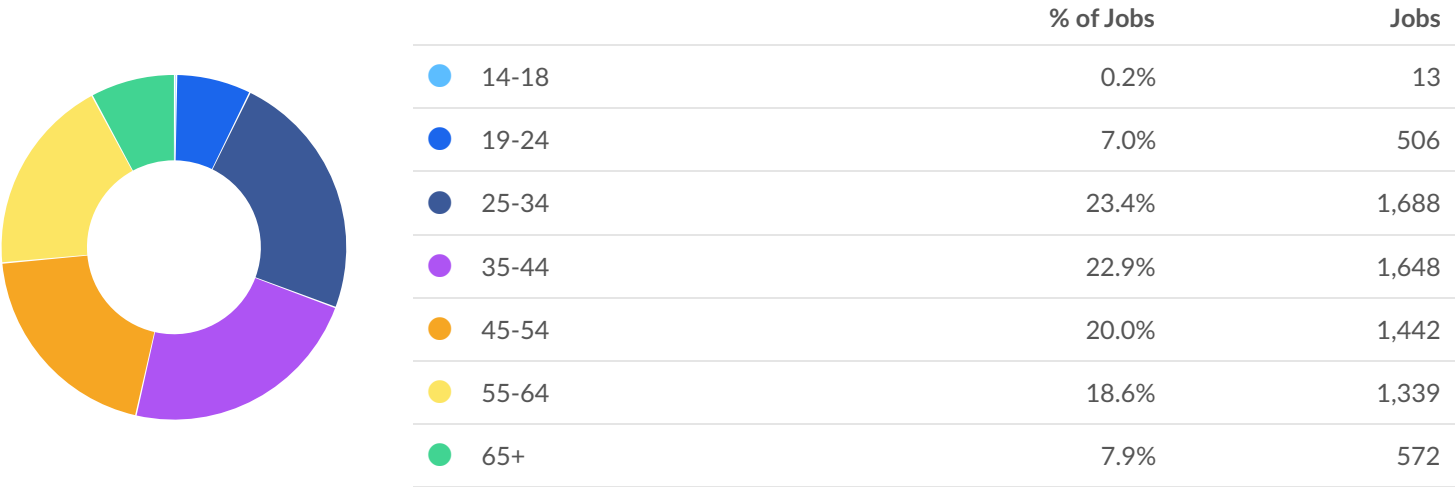 % of Jobs Jobs
14-18 0.2% 13
19-24 7.0% 506
25-34 23.4% 1,688
35-44 22.9% 1,648
45-54 20.0% 1,442
55-64 18.6% 1,339
65+ 7.9% 572